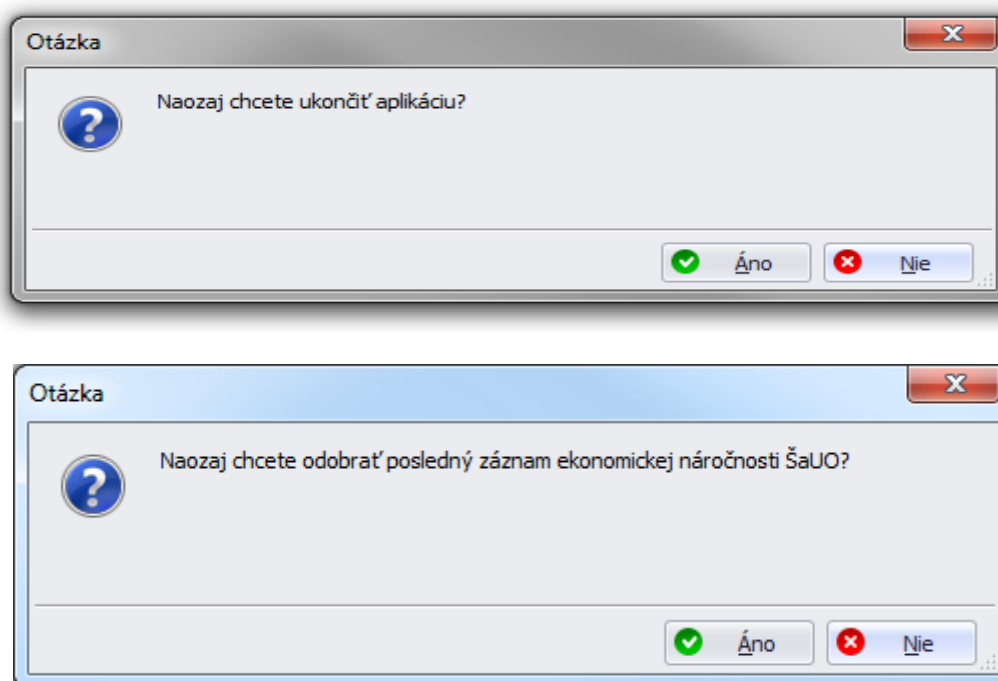 Otázka
Naozaj chcete ukončiť aplikáciu?
Áno
Nie
Otázka
Naozaj chcete odobrať posledný záznam ekonomickej náročnosti ŠaUO?
Áno
Nie